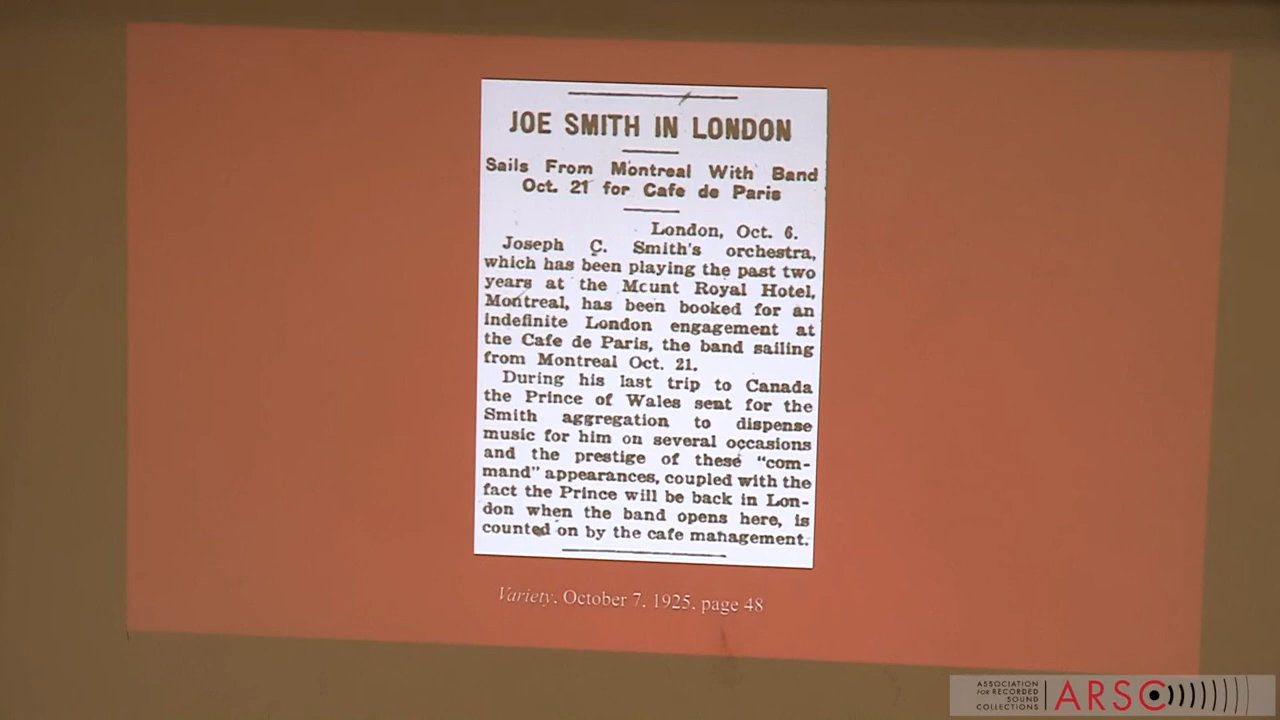 JOE SMITH IN LONDON
Sails From Montreal With Band
Oct. 21 for Cafe de Paris
London, Oct. 6.
Joseph C. Smith's orchestra,
which has been playing the past two
years at the Mcunt Royal Hotel,
Montreal, has been booked for an
indefinite London engagement at
the Cafe de Paris, the band sailing
from Montreal Oct. 21.
During his last trip to Canada
the Prince of Wales sent for the
Smith aggregation to dispense
music for him on several occasions
and the prestige of these "com-
mand" appearances, coupled with the
fact the Prince will be back in Lon-
don when the band opens here, is
counted on by the cafe management.
Variety, October 7, 1925, page 48
ASSOCIATION
FOR RECORDED
SOUND
COLLECTIONS
ARSC